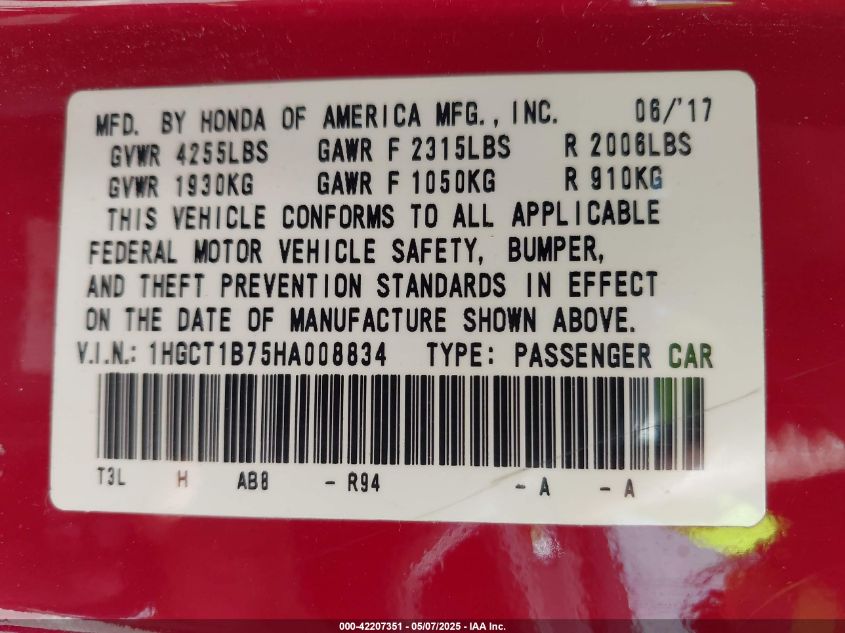 MFD. BY HONDA OF AMERICA MFG., INC. 06/'17
GVWR 4255LBS GAWR F 2315LBS R 2006LBS
GVWR 1930KG GAWR F 1050KG R 910KG
THIS VEHICLE CONFORMS TO ALL APPLICABLE
FEDERAL MOTOR VEHICLE SAFETY, BUMPER,
AND THEFT PREVENTION STANDARDS IN EFFECT
ON THE DATE OF MANUFACTURE SHOWN ABOVE.
V.I.N.: 1HGCT1B75HA008834 TYPE: PASSENGER CAR
T3L H AB8 - R94 - A - A
000-42207351 - 05/07/2025 - IAA Inc.